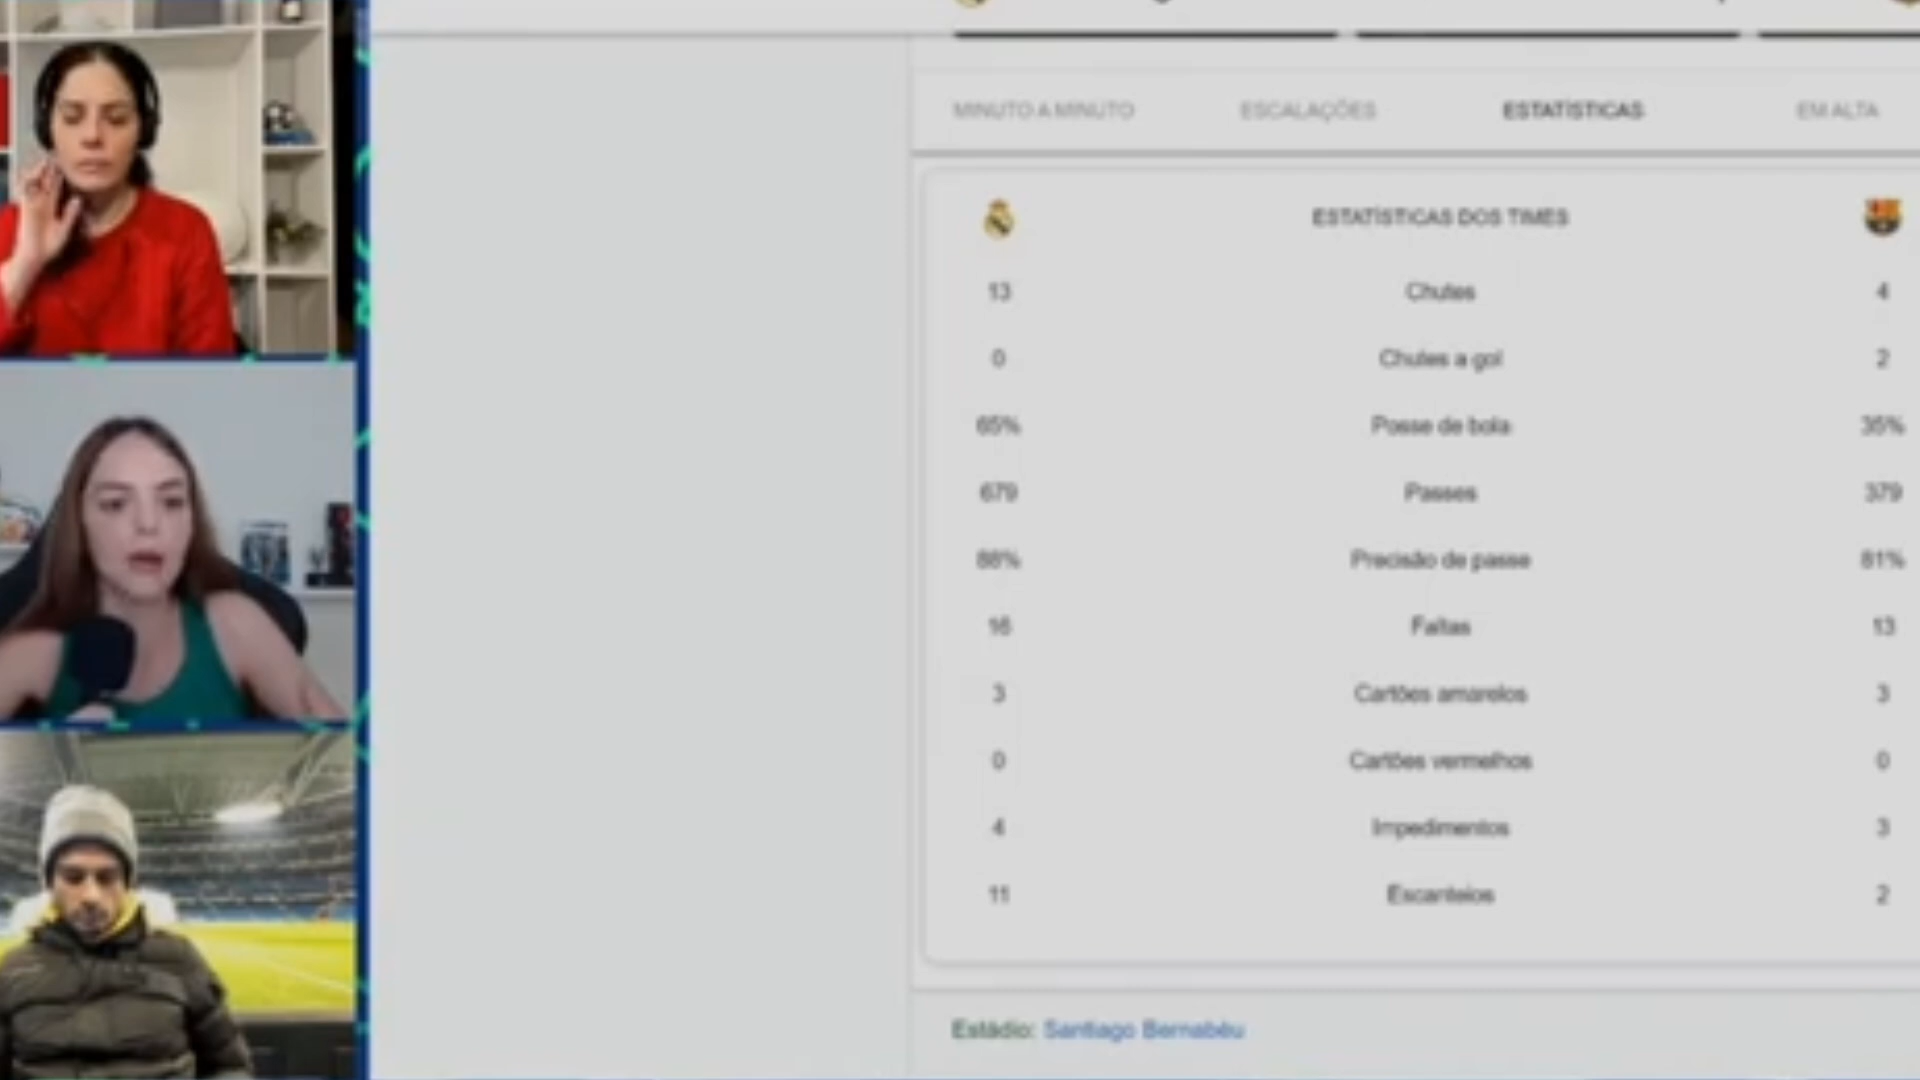 MINUTO A MINUTO ESCALAÇÕES ESTATÍSTICAS EM ALTA
ESTATÍSTICAS DOS TIMES
13 Chutes 4
0 Chutes a gol 2
65% Posse de bola 35%
679 Passes 379
88% Precisão de passe 81%
16 Faltas 13
3 Cartões amarelos 3
0 Cartões vermelhos 0
4 Impedimentos 3
11 Escanteios 2
Estádio: Santiago Bernabéu